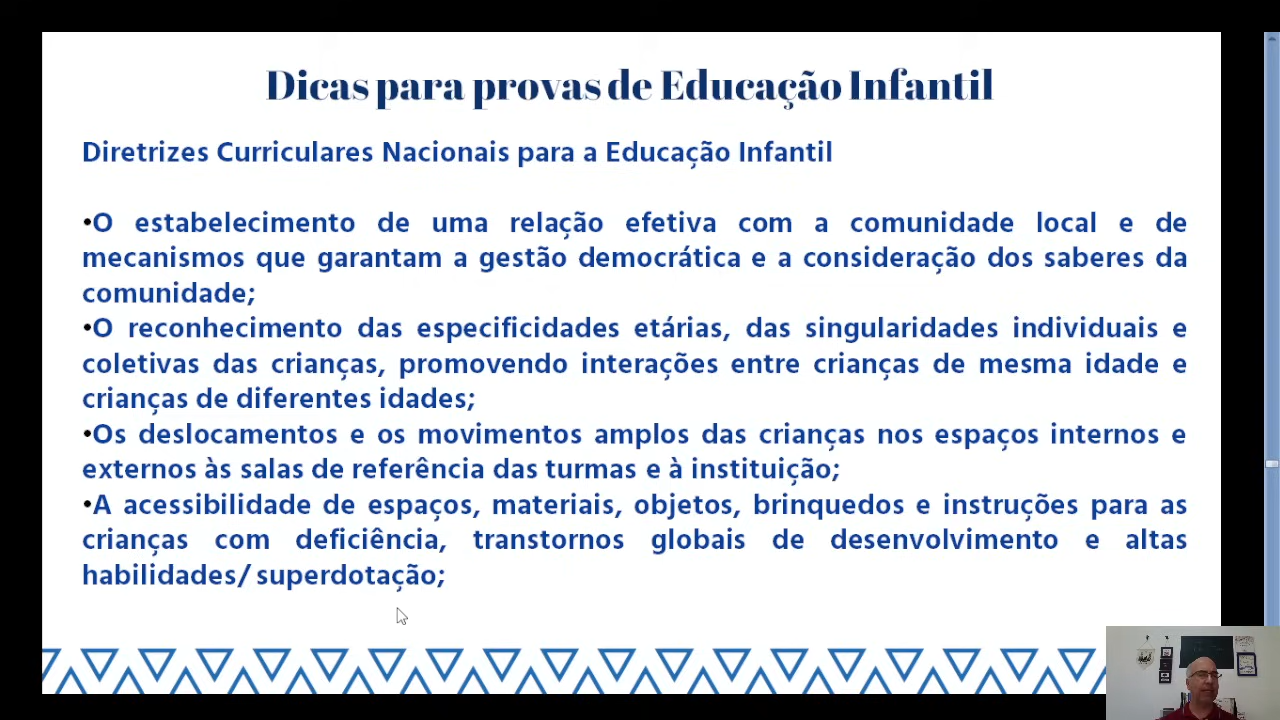 Dicas para provas de Educação Infantil
Diretrizes Curriculares Nacionais para a Educação Infantil
•O estabelecimento de uma relação efetiva com a comunidade local e de
mecanismos que garantam a gestão democrática e a consideração dos saberes da
comunidade;
•O reconhecimento das especificidades etárias, das singularidades individuais e
coletivas das crianças, promovendo interações entre crianças de mesma idade e
crianças de diferentes idades;
•Os deslocamentos e os movimentos amplos das crianças nos espaços internos e
externos às salas de referência das turmas e à instituição;
•A acessibilidade de espaços, materiais, objetos, brinquedos e instruções para as
crianças com deficiência, transtornos globais de desenvolvimento e altas
habilidades/ superdotação;